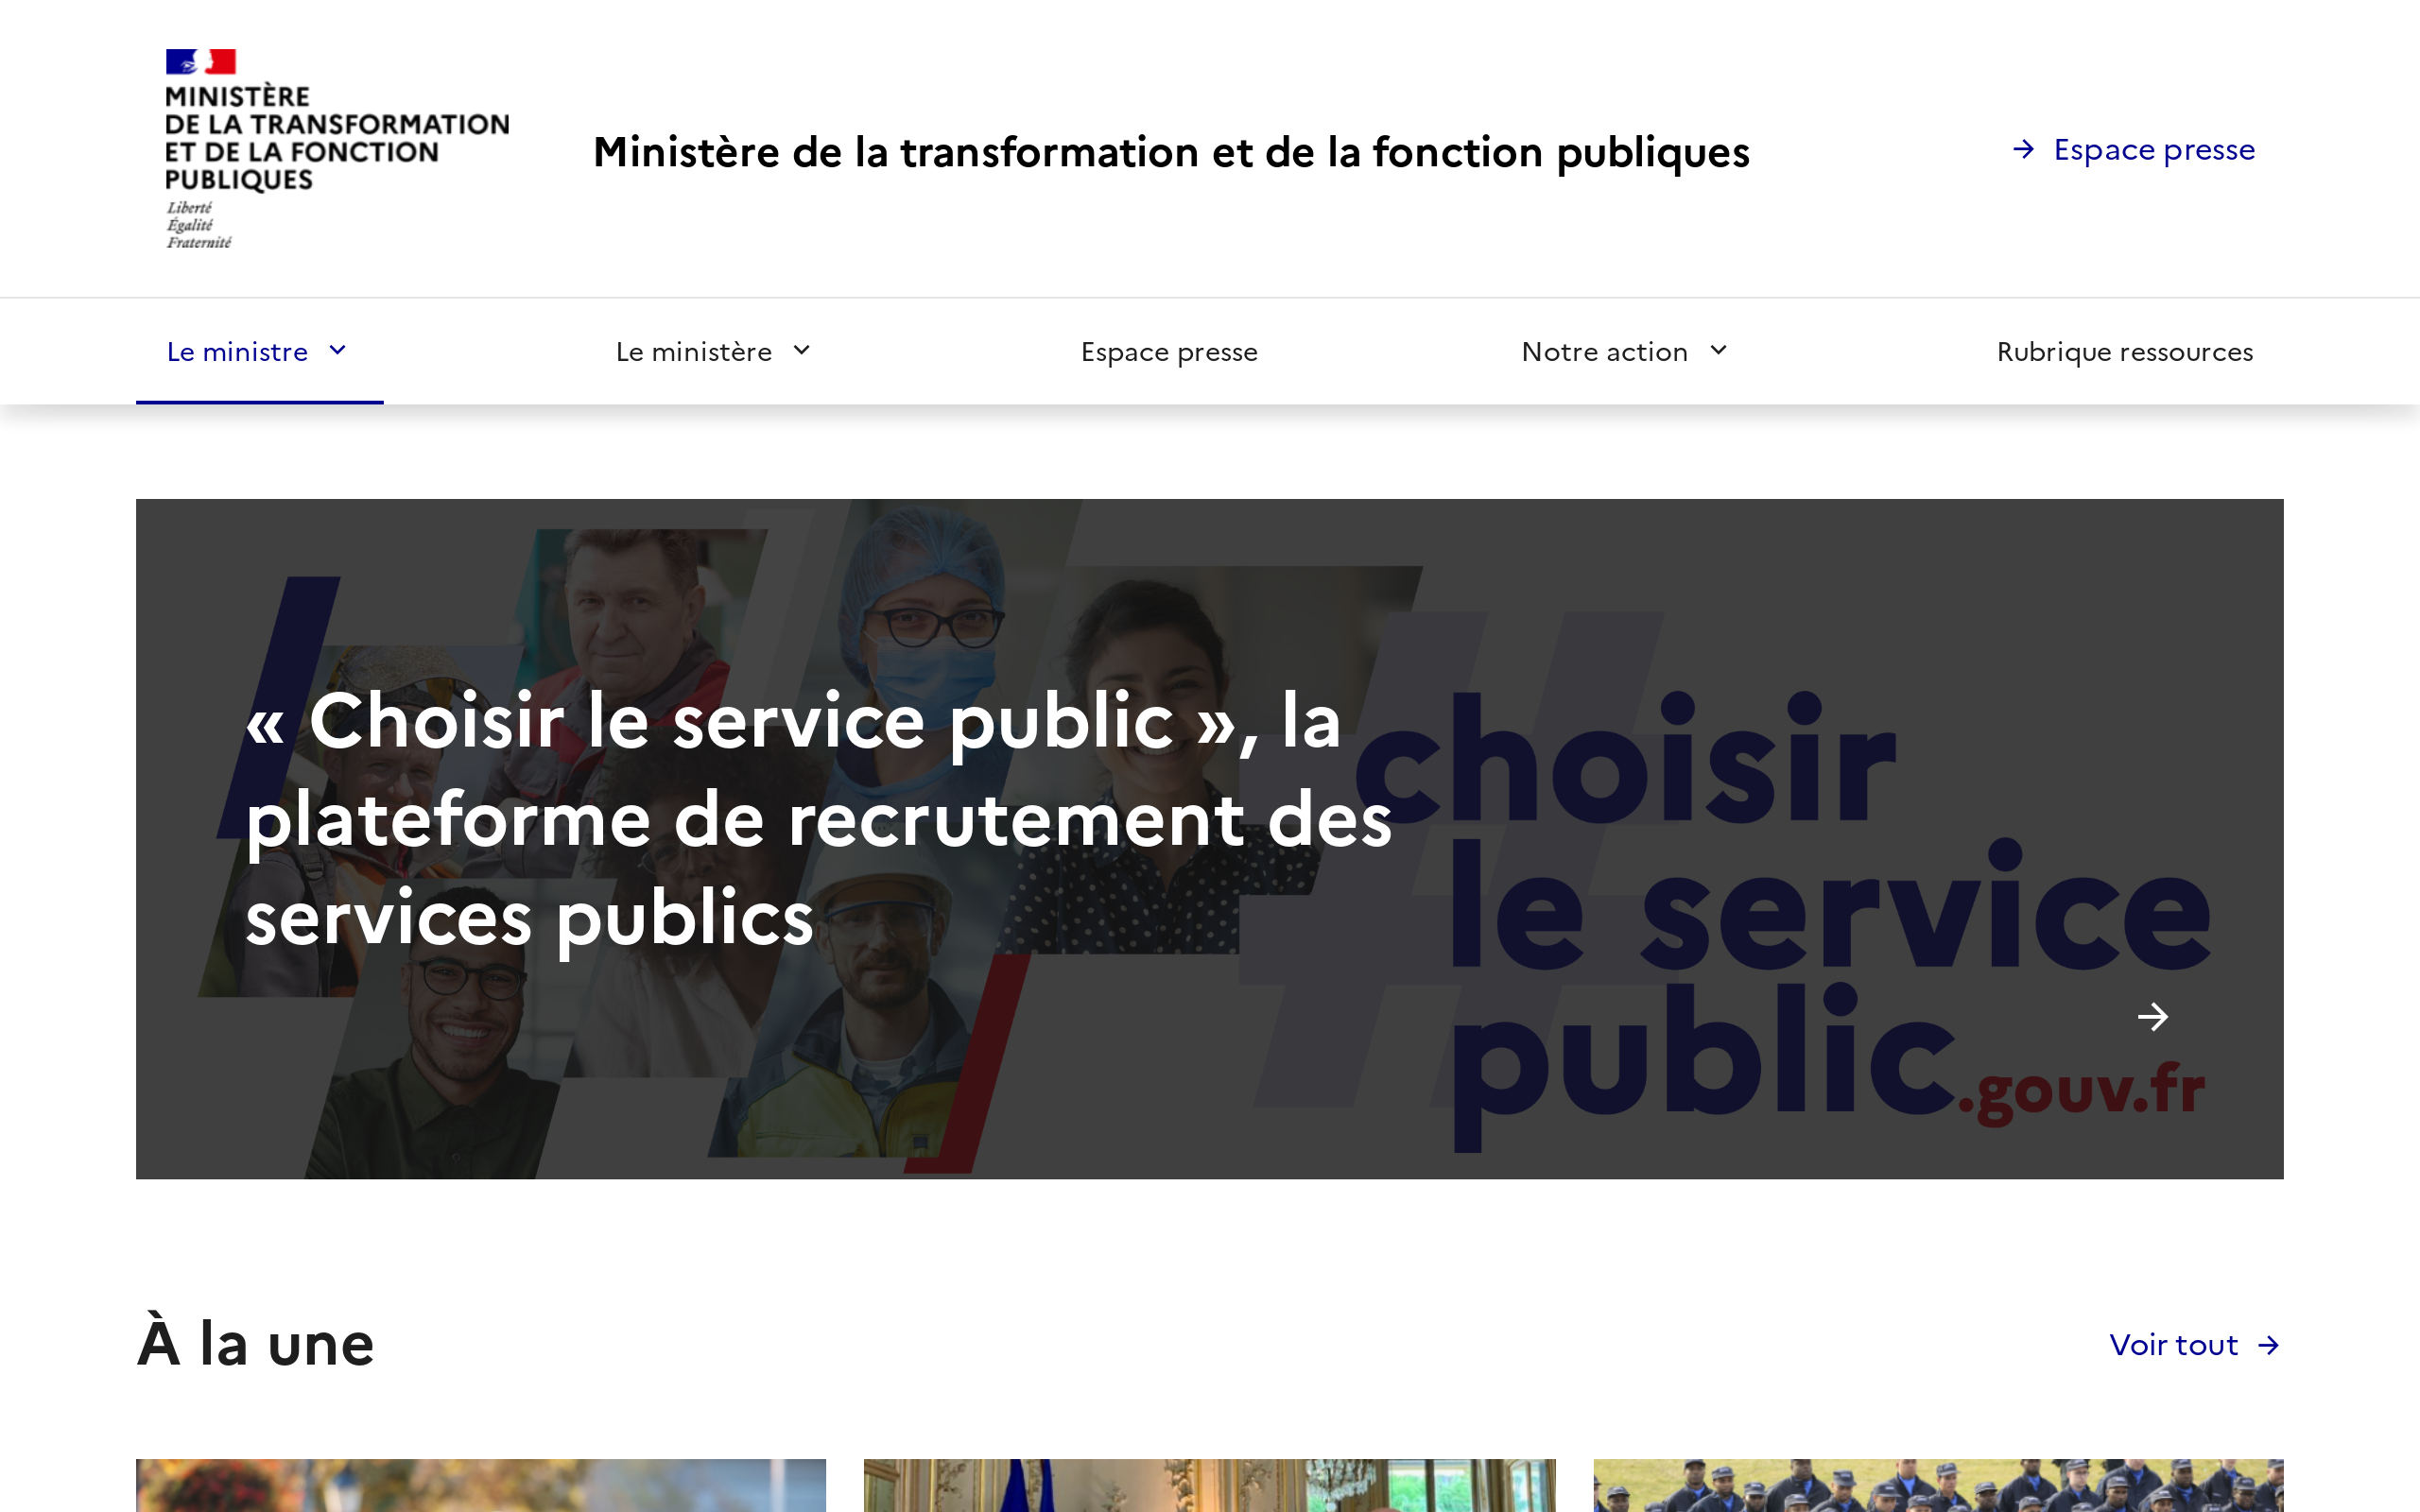 MINISTÈRE
DE LA TRANSFORMATION
ET DE LA FONCTION
PUBLIQUES
Liberté
Égalité
Fraternité
Ministère de la transformation et de la fonction publiques
Espace presse
Le ministre
Le ministère
Espace presse
Notre action
Rubrique ressources
« Choisir le service public », la
plateforme de recrutement des
services publics
choisir
le service
public.gouv.fr
À la une
Voir tout